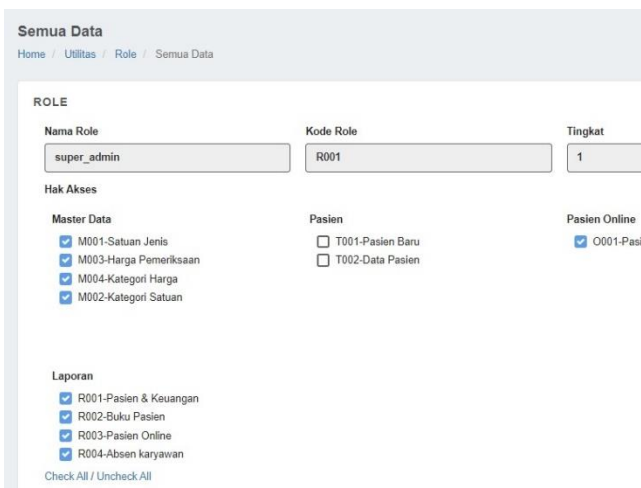 Semua Data
Home / Utilitas / Role / Semua Data
ROLE
Nama Role Kode Role Tingkat
super_admin R001 1
Hak Akses
Master Data Pasien Pasien Online
M001-Satuan Jenis T001-Pasien Baru O001-Pasi
M003-Harga Pemeriksaan T002-Data Pasien
M004-Kategori Harga
M002-Kategori Satuan
Laporan
R001-Pasien & Keuangan
R002-Buku Pasien
R003-Pasien Online
R004-Absen karyawan
Check All / Uncheck All